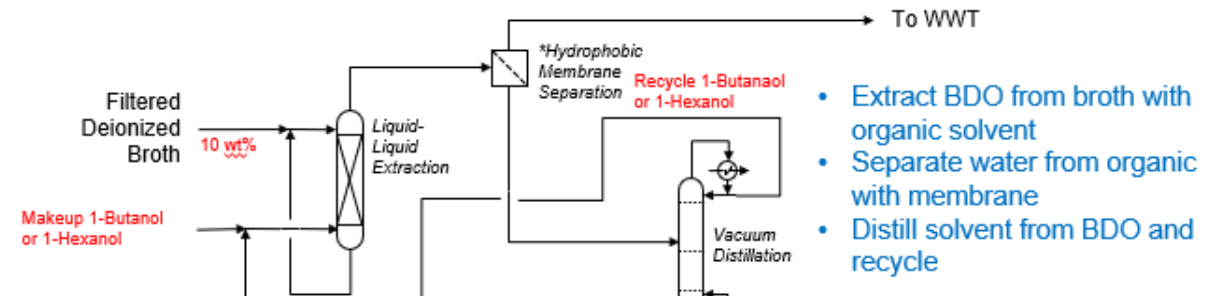 To WWT
*Hydrophobic
Membrane
Separation
Recycle 1-Butanaol
or 1-Hexanol
Filtered
Deionized
Broth
10 wt%
Liquid-
Liquid
Extraction
Makeup 1-Butanol
or 1-Hexanol
Vacuum
Distillation
• Extract BDO from broth with
organic solvent
• Separate water from organic
with membrane
• Distill solvent from BDO and
recycle